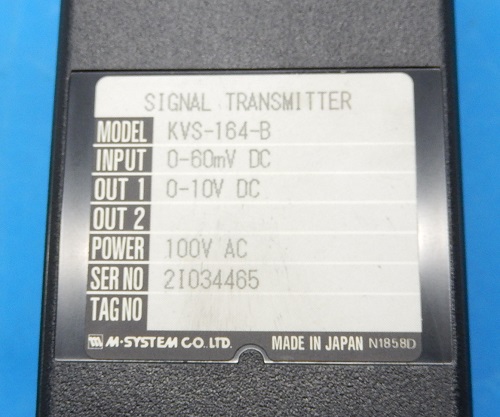 SIGNAL TRANSMITTER
MODEL KVS-164-B
INPUT 0-60mV DC
OUT 1 0-10V DC
OUT 2
POWER 100V AC
SER NO 2I034465
TAG NO
M-SYSTEM CO.,LTD. MADE IN JAPAN N1858D